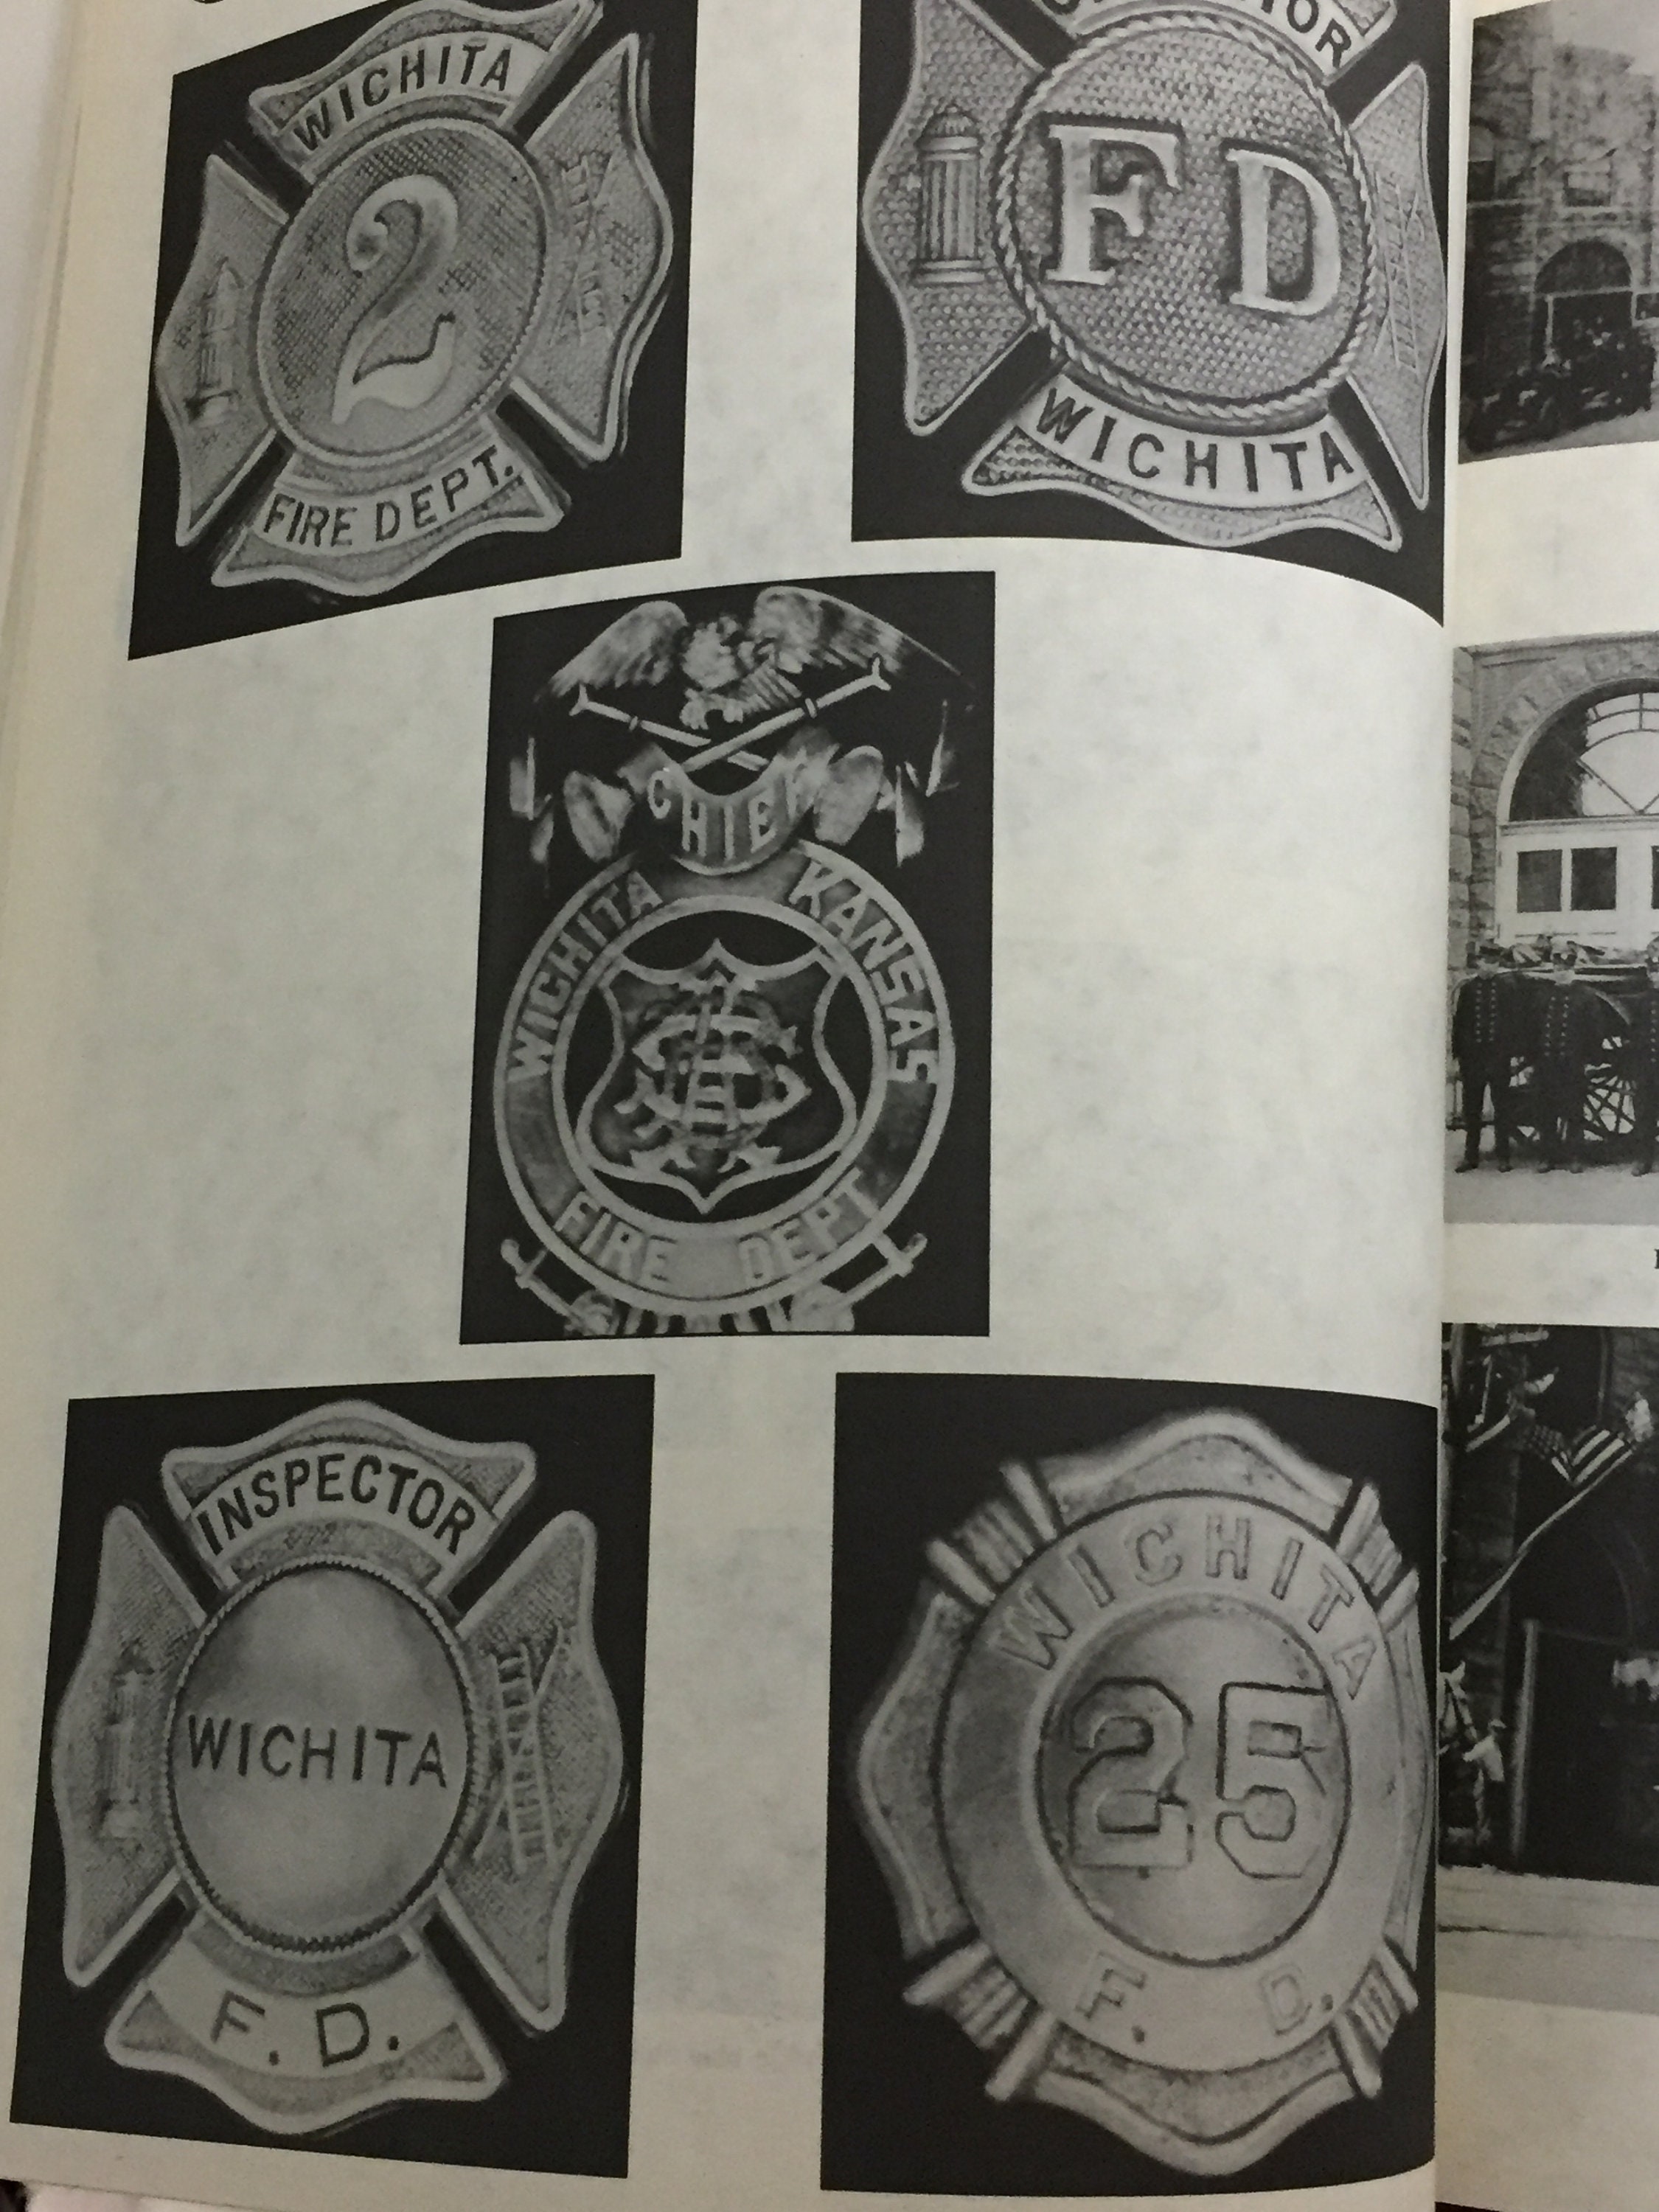 WICHITA
2
FIRE DEPT.
FD
WICHITA
CHIEF
WICHITA KANSAS
FIRE DEPT
INSPECTOR
WICHITA
F. D.
WICHITA
25
F. D.